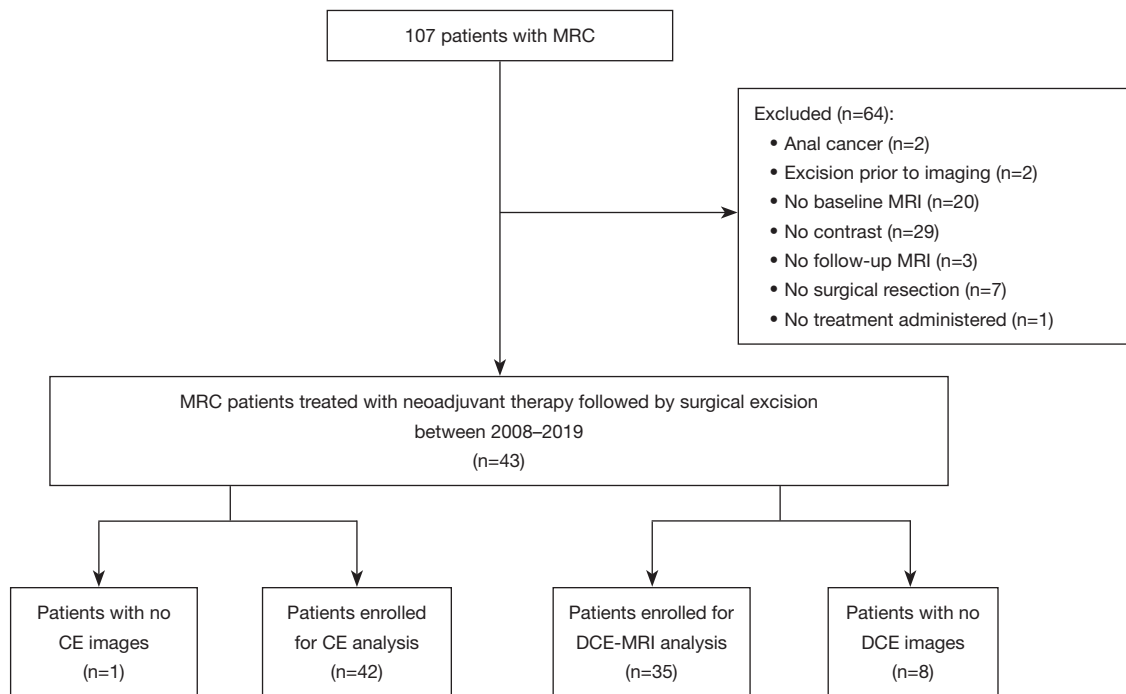 107 patients with MRC
Excluded (n=64):
• Anal cancer (n=2)
• Excision prior to imaging (n=2)
• No baseline MRI (n=20)
• No contrast (n=29)
• No follow-up MRI (n=3)
• No surgical resection (n=7)
• No treatment administered (n=1)
MRC patients treated with neoadjuvant therapy followed by surgical excision
between 2008–2019
(n=43)
Patients with no
CE images
(n=1)
Patients enrolled
for CE analysis
(n=42)
Patients enrolled for
DCE-MRI analysis
(n=35)
Patients with no
DCE images
(n=8)